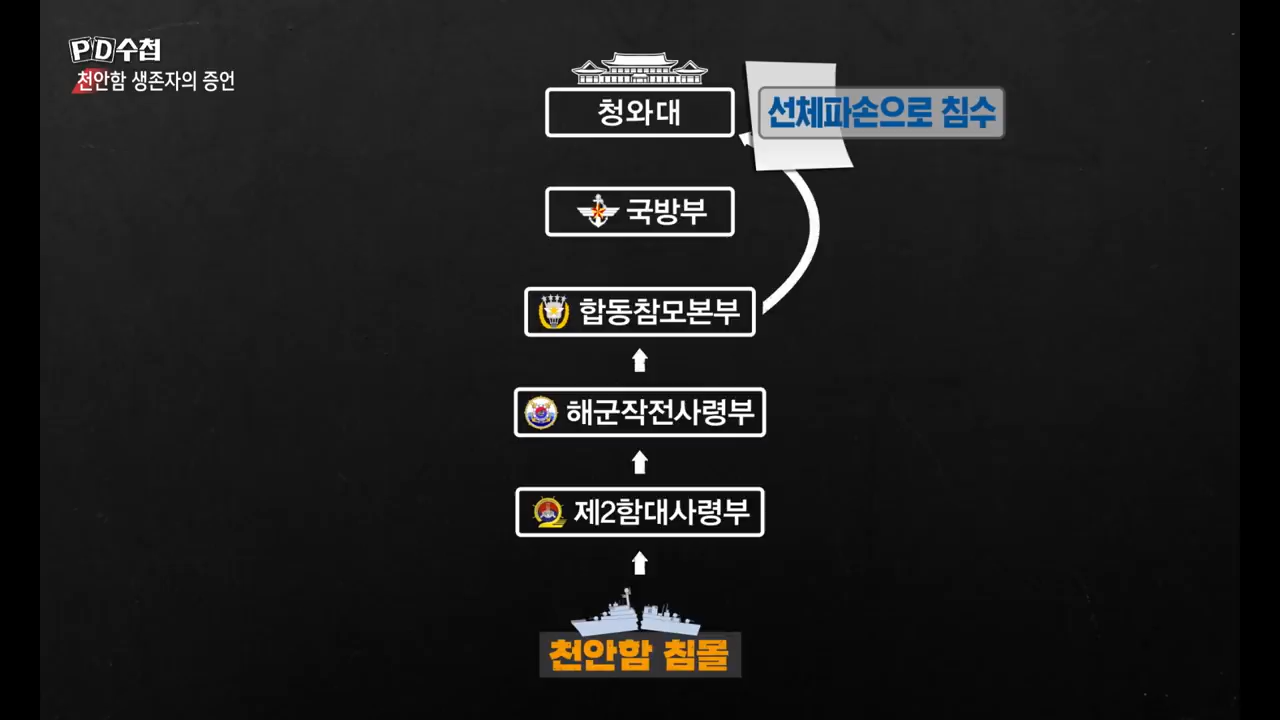 PD수첩
천안함 생존자의 증언
청와대
선체파손으로 침수
국방부
합동참모본부
해군작전사령부
제2함대사령부
천안함 침몰